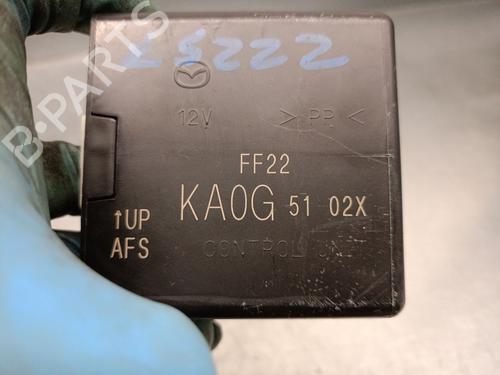 25222
12V >PP<
FF22
KA0G 51 02X
↑UP
AFS
CONTROL UNIT
B-PARTS